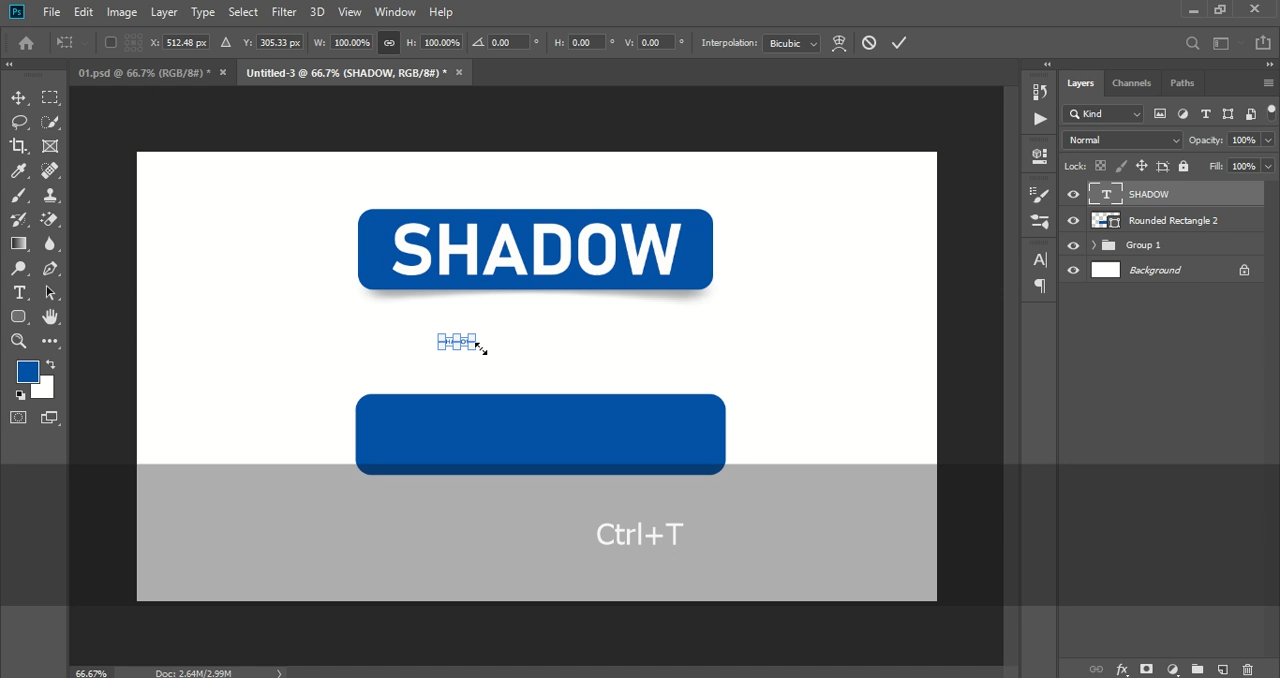 Ps File Edit Image Layer Type Select Filter 3D View Window Help
X: 512.48 px Y: 305.33 px W: 100.00% H: 100.00% 0.00 ° H: 0.00 ° V: 0.00 ° Interpolation: Bicubic
01.psd @ 66.7% (RGB/8#) * × Untitled-3 @ 66.7% (SHADOW, RGB/8#) * ×
Layers Channels Paths
Kind
Normal Opacity: 100%
Lock: Fill: 100%
SHADOW
Rounded Rectangle 2
Group 1
Background
SHADOW
SHADOW
Ctrl+T
66.67% Doc: 2.64M/2.99M